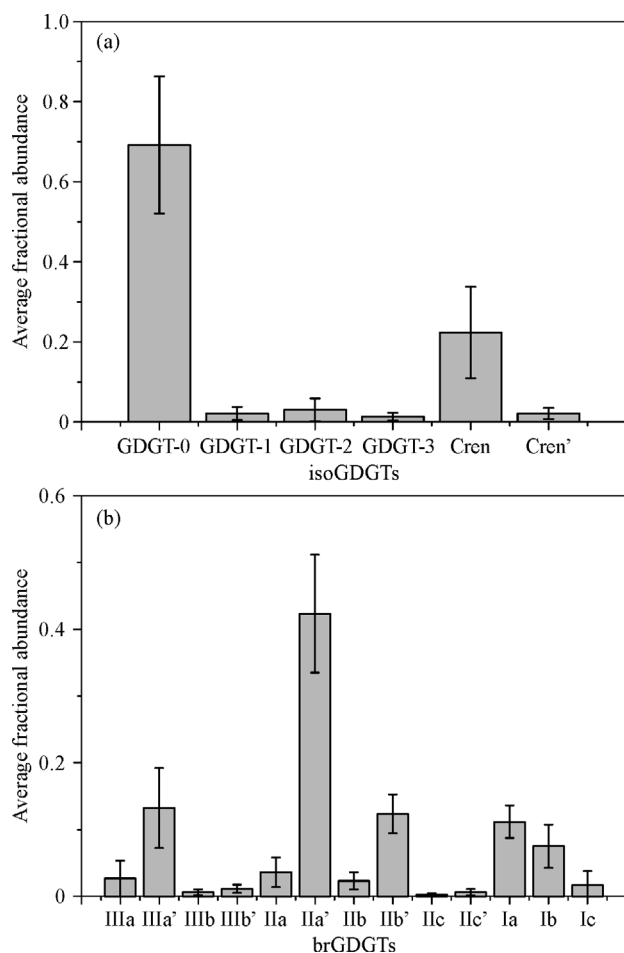 (a)
Average fractional abundance
1.0
0.8
0.6
0.4
0.2
0
GDGT-0 GDGT-1 GDGT-2 GDGT-3 Cren Cren’
isoGDGTs
(b)
Average fractional abundance
0.6
0.4
0.2
0
IIIa IIIa’ IIIb IIIb’ IIa IIa’ IIb IIb’ IIc IIc’ Ia Ib Ic
brGDGTs